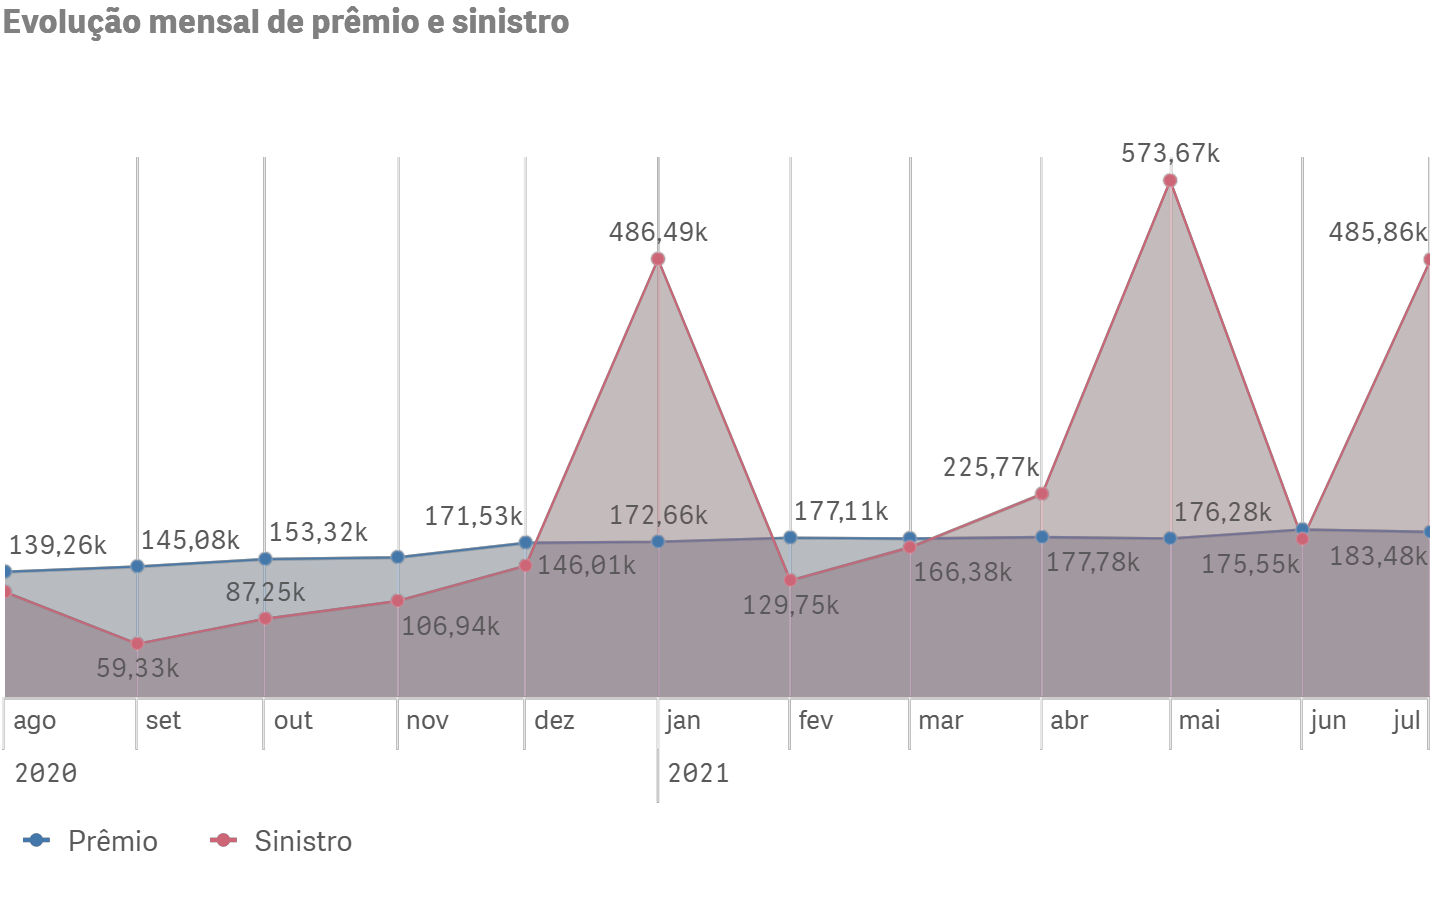 Evolução mensal de prêmio e sinistro
573,67k
486,49k
485,86k
225,77k
139,26k
145,08k
153,32k
171,53k
172,66k
177,11k
176,28k
87,25k
146,01k
166,38k
177,78k
175,55k
183,48k
59,33k
106,94k
129,75k
ago set out nov dez jan fev mar abr mai jun jul
2020 2021
Prêmio Sinistro